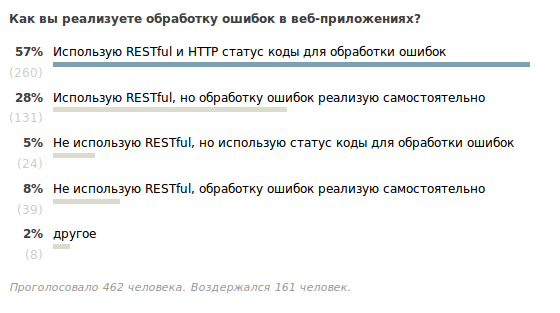 Как вы реализуете обработку ошибок в веб-приложениях?
57% Использую RESTful и HTTP статус коды для обработки ошибок
(260)
28% Использую RESTful, но обработку ошибок реализую самостоятельно
(131)
5% Не использую RESTful, но использую статус коды для обработки ошибок
(24)
8% Не использую RESTful, обработку ошибок реализую самостоятельно
(39)
2% другое
(8)
Проголосовало 462 человека. Воздержался 161 человек.